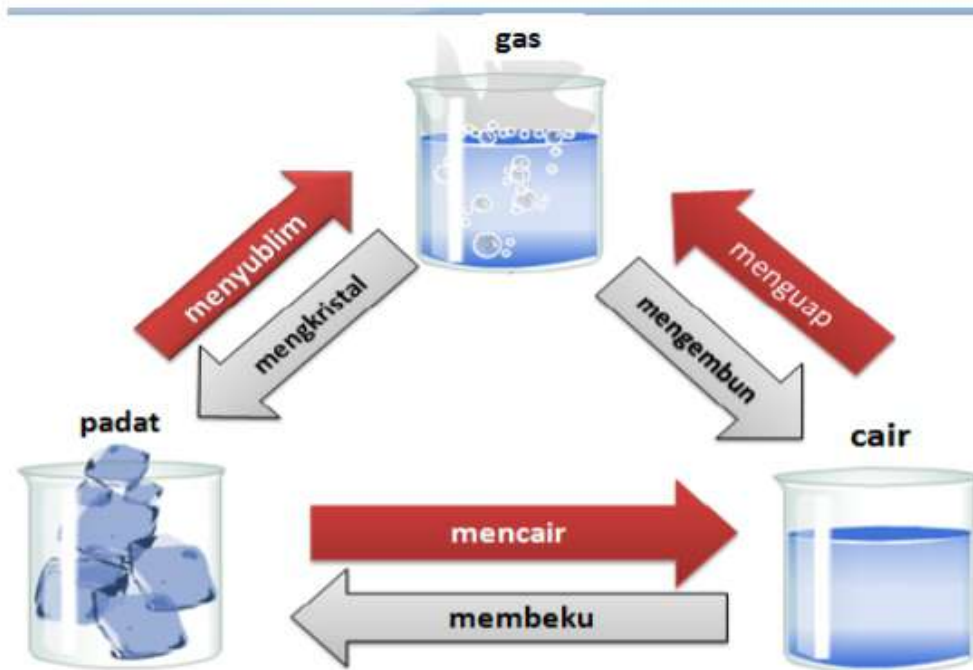 gas
menyublim
mengkristal
menguap
mengembun
padat
cair
mencair
membeku